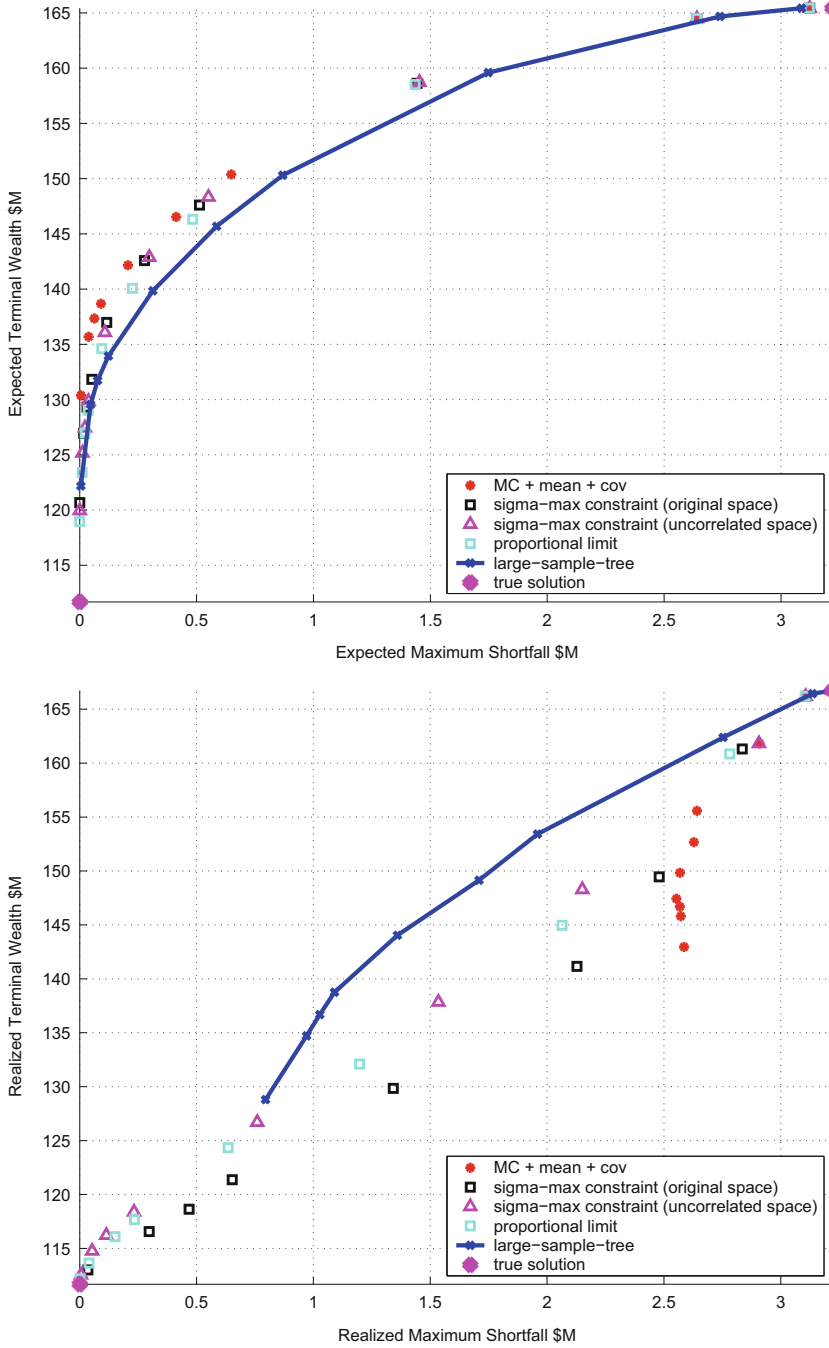 165
160
155
150
145
140
135
130
125
120
115
Expected Terminal Wealth $M
MC + mean + cov
sigma−max constraint (original space)
sigma−max constraint (uncorrelated space)
proportional limit
large−sample−tree
true solution
0 0.5 1 1.5 2 2.5 3
Expected Maximum Shortfall $M
165
160
155
150
145
140
135
130
125
120
115
Realized Terminal Wealth $M
MC + mean + cov
sigma−max constraint (original space)
sigma−max constraint (uncorrelated space)
proportional limit
large−sample−tree
true solution
0 0.5 1 1.5 2 2.5 3
Realized Maximum Shortfall $M